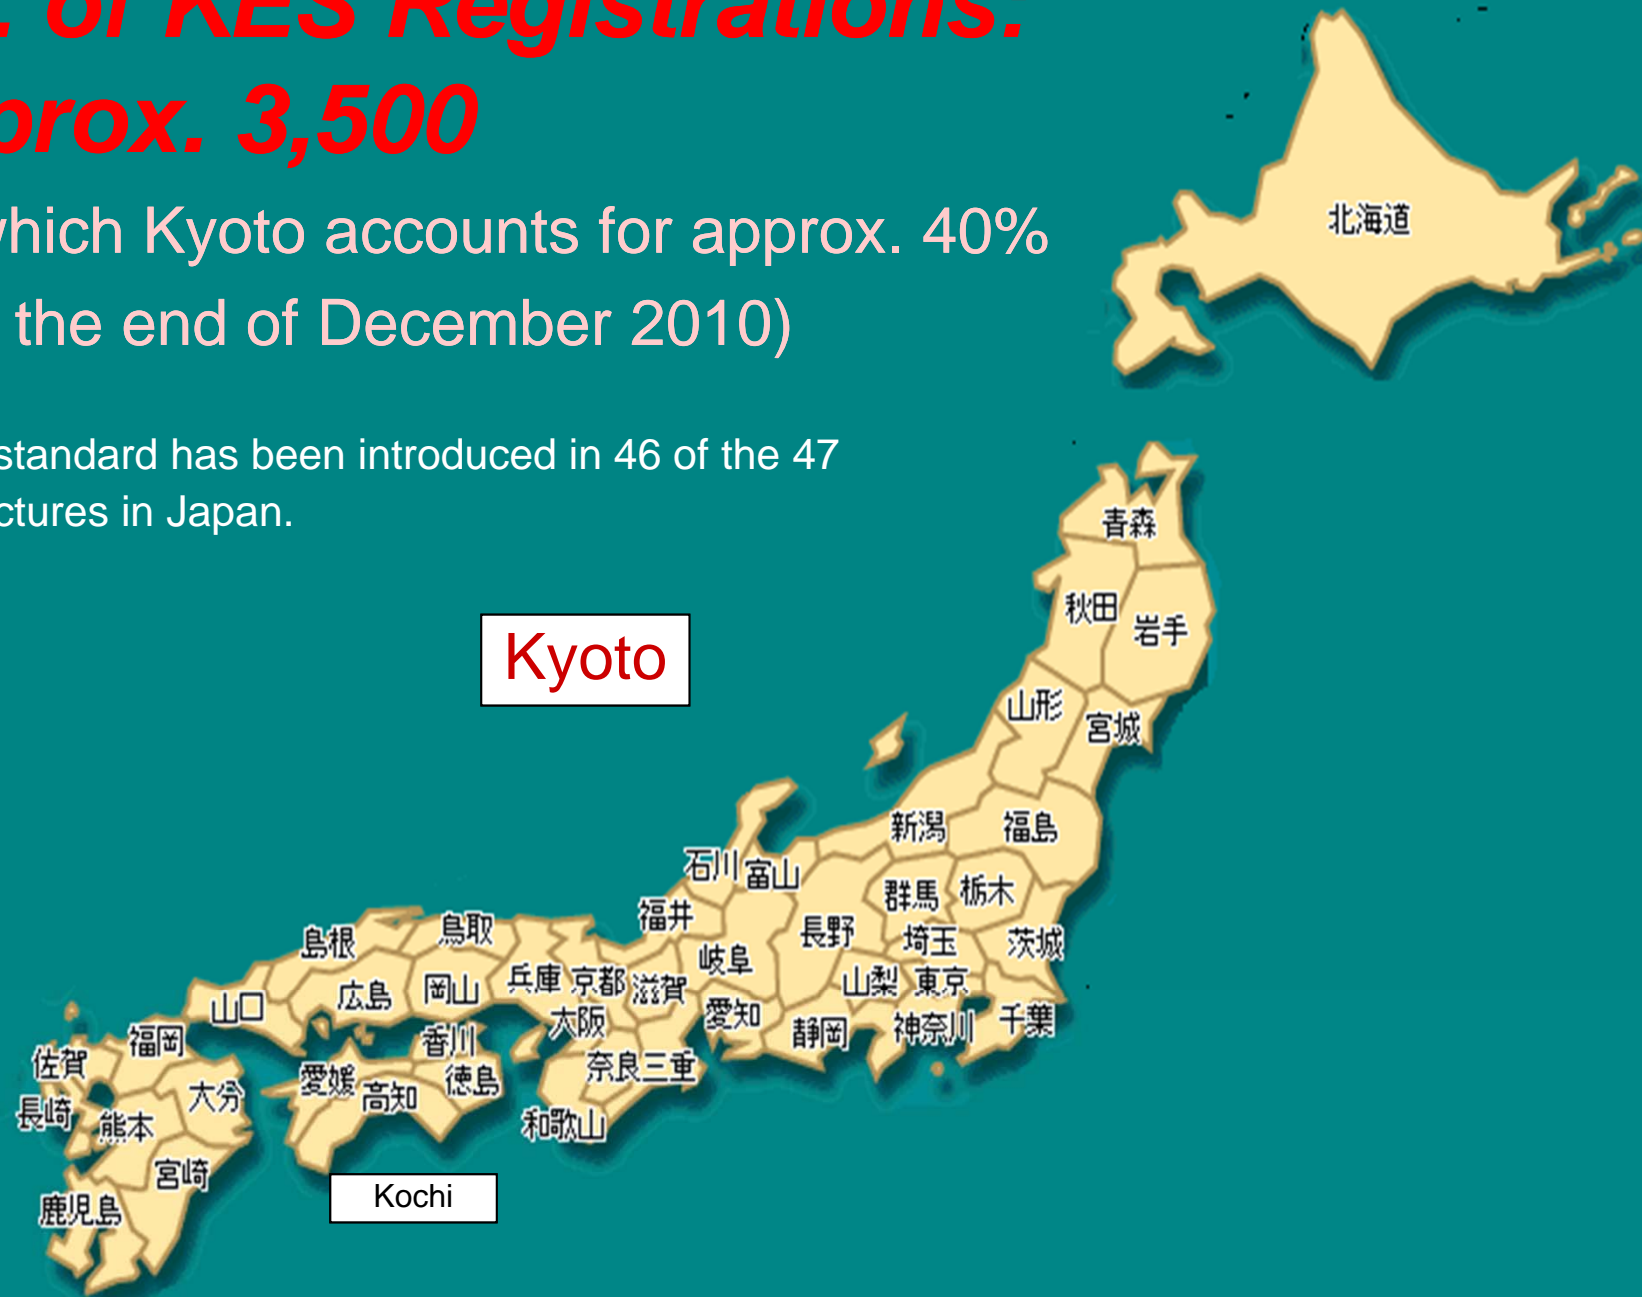 . of KES Registrations:
prox. 3,500
which Kyoto accounts for approx. 40%
the end of December 2010)
standard has been introduced in 46 of the 47
ctures in Japan.
北海道
青森
秋田
岩手
Kyoto
山形
宮城
新潟
福島
石川
富山
群馬
栃木
福井
島根
鳥取
長野
埼玉
茨城
岐阜
兵庫
京都
滋賀
山梨
東京
山口
広島
岡山
大阪
愛知
静岡
神奈川
千葉
福岡
香川
佐賀
奈良
三重
愛媛
高知
徳島
大分
長崎
熊本
和歌山
宮崎
鹿児島
Kochi